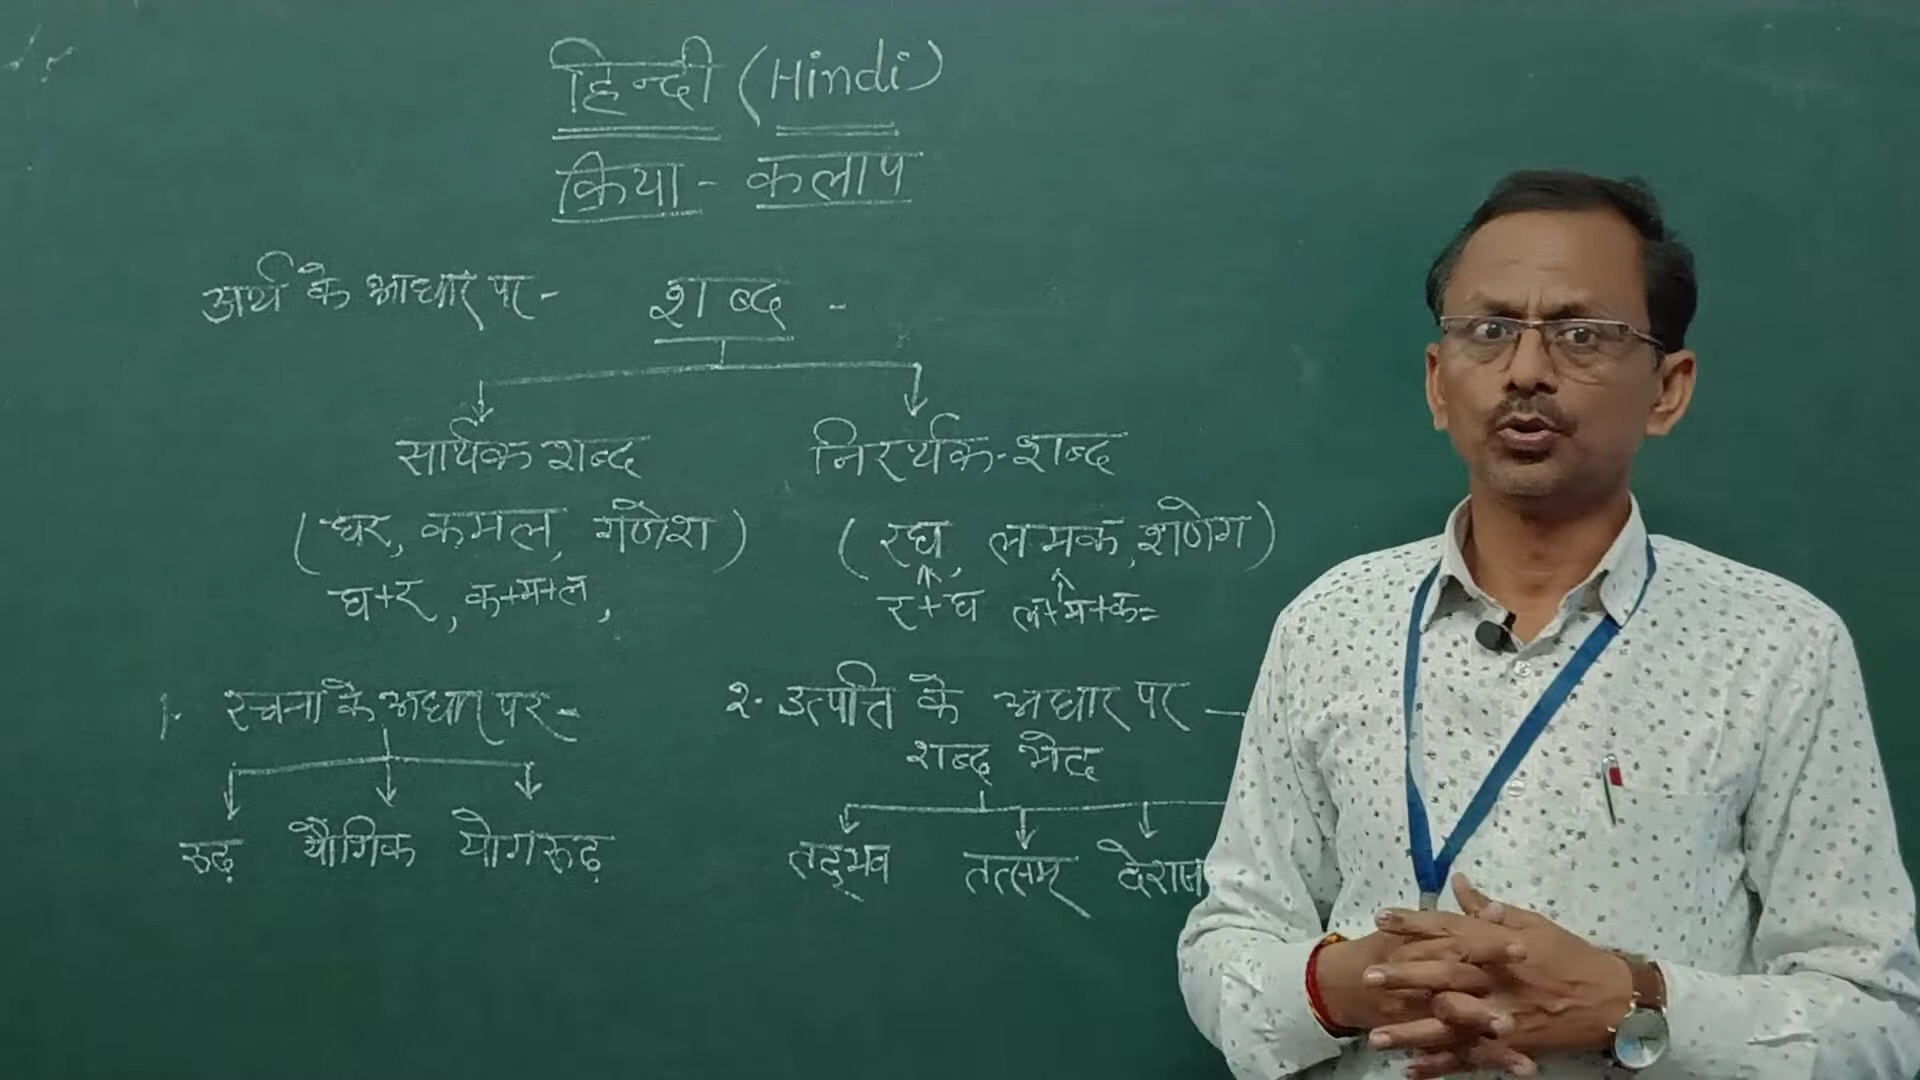 हिन्दी (Hindi)
क्रिया - कलाप
अर्थ के आधार पर - शब्द -
सार्थक शब्द निरर्थक - शब्द
(घर, कमल, गणेश) (रघ, लमक, शणेग)
घ+र, क+म+ल, र+घ ल+म+क=
1. रचना के आधार पर - २. उत्पत्ति के आधार पर -
शब्द भेद
रूढ़ यौगिक योगरूढ़ तद्भव तत्सम्